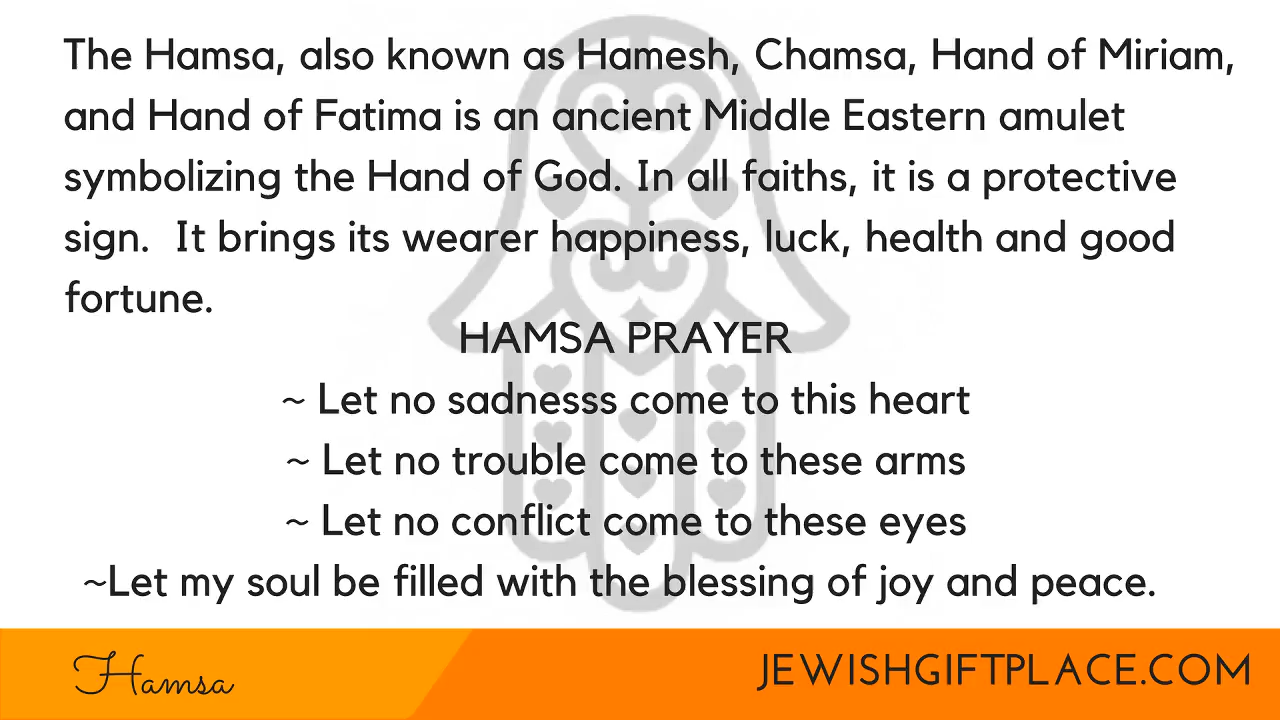 The Hamsa, also known as Hamesh, Chamsa, Hand of Miriam,
and Hand of Fatima is an ancient Middle Eastern amulet
symbolizing the Hand of God. In all faiths, it is a protective
sign.  It brings its wearer happiness, luck, health and good
fortune.
HAMSA PRAYER
~ Let no sadnesss come to this heart
~ Let no trouble come to these arms
~ Let no conflict come to these eyes
~Let my soul be filled with the blessing of joy and peace.
Hamsa
JEWISHGIFTPLACE.COM